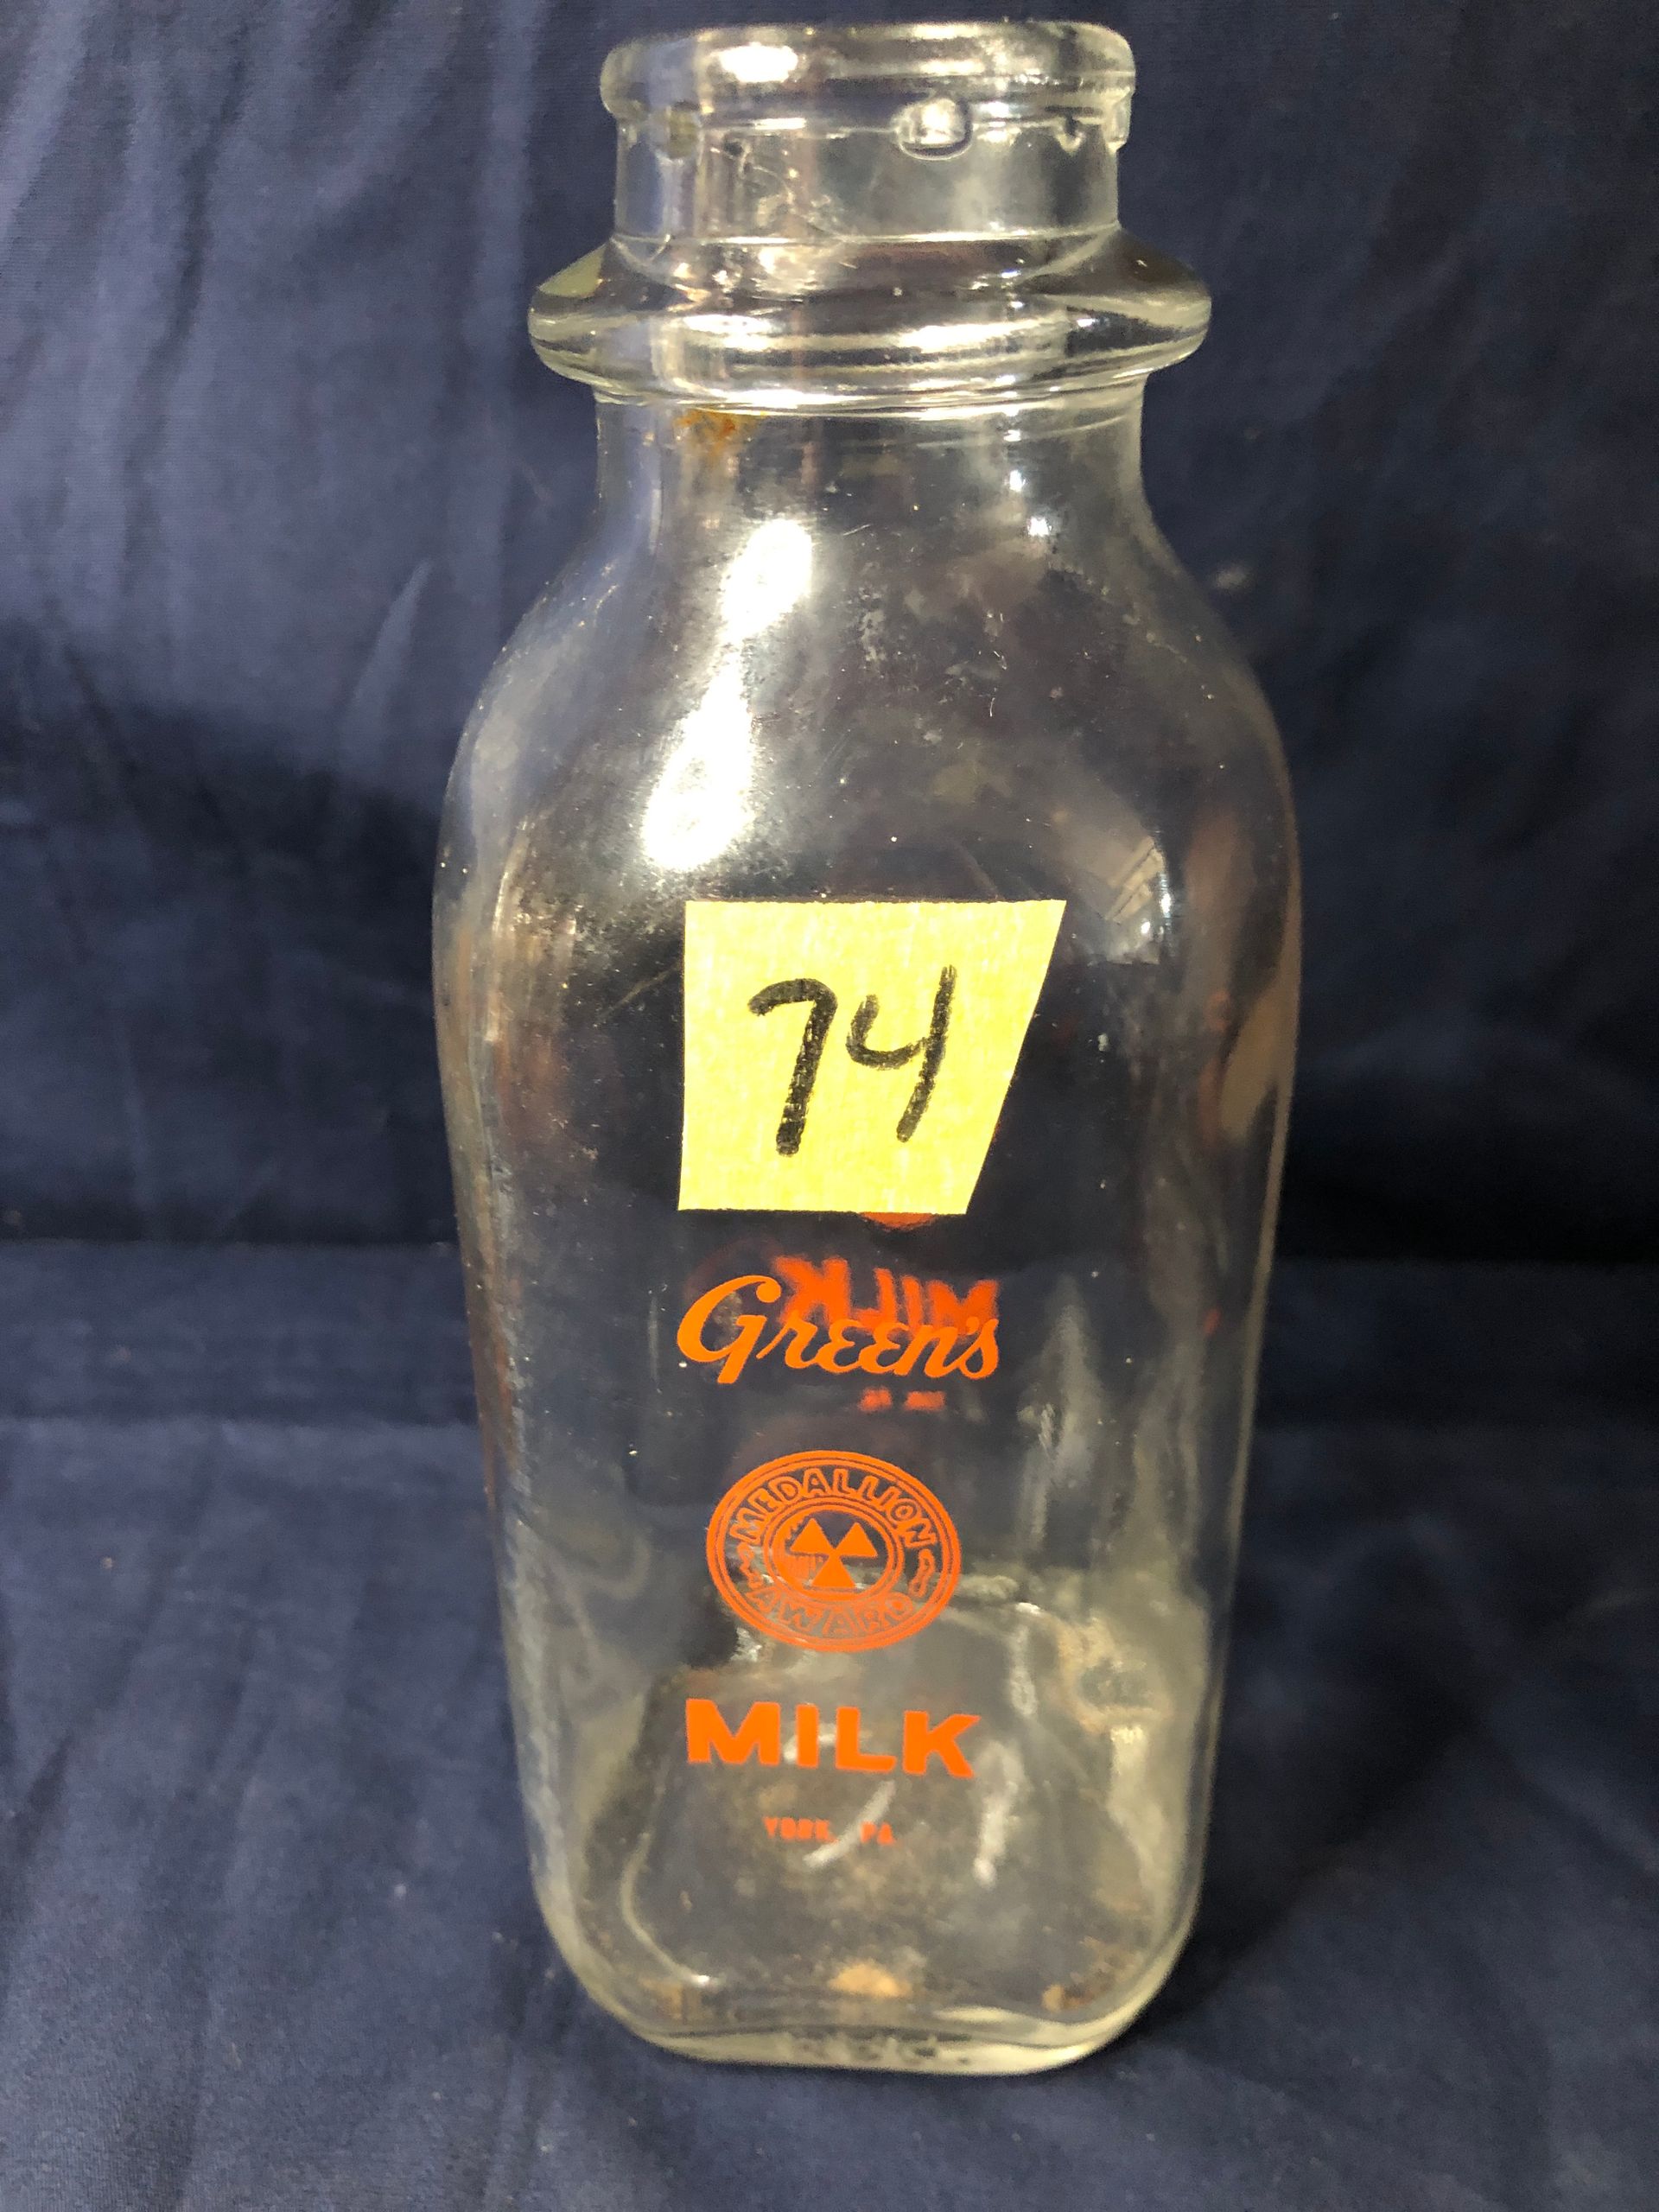 74
Green's
MEDALLION
AWARD
MILK
YORK, PA